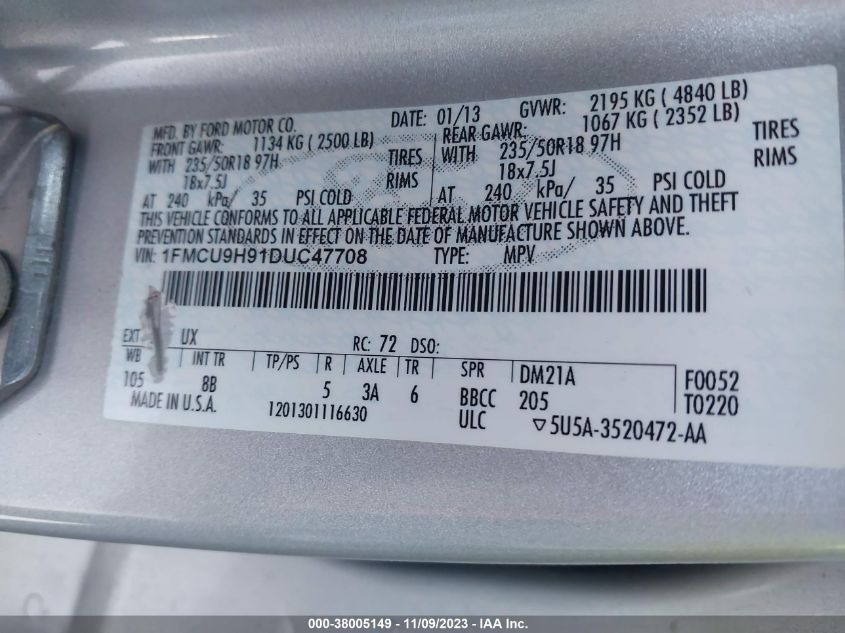 MFD. BY FORD MOTOR CO. DATE: 01/13 GVWR: 2195 KG ( 4840 LB)
FRONT GAWR: 1134 KG ( 2500 LB) REAR GAWR: 1067 KG ( 2352 LB)
WITH 235/50R18 97H TIRES WITH 235/50R18 97H TIRES
18x7.5J RIMS 18x7.5J RIMS
AT 240 kPa/ 35 PSI COLD AT 240 kPa/ 35 PSI COLD
THIS VEHICLE CONFORMS TO ALL APPLICABLE FEDERAL MOTOR VEHICLE SAFETY AND THEFT
PREVENTION STANDARDS IN EFFECT ON THE DATE OF MANUFACTURE SHOWN ABOVE.
VIN: 1FMCU9H91DUC47708 TYPE: MPV
EXT UX RC: 72 DSO:
WB INT TR TP/PS R AXLE TR SPR DM21A F0052
105 8B 5 3A 6 BBCC 205 T0220
MADE IN U.S.A. 1201301116630 ULC ▽5U5A-3520472-AA
000-38005149 - 11/09/2023 - IAA Inc.